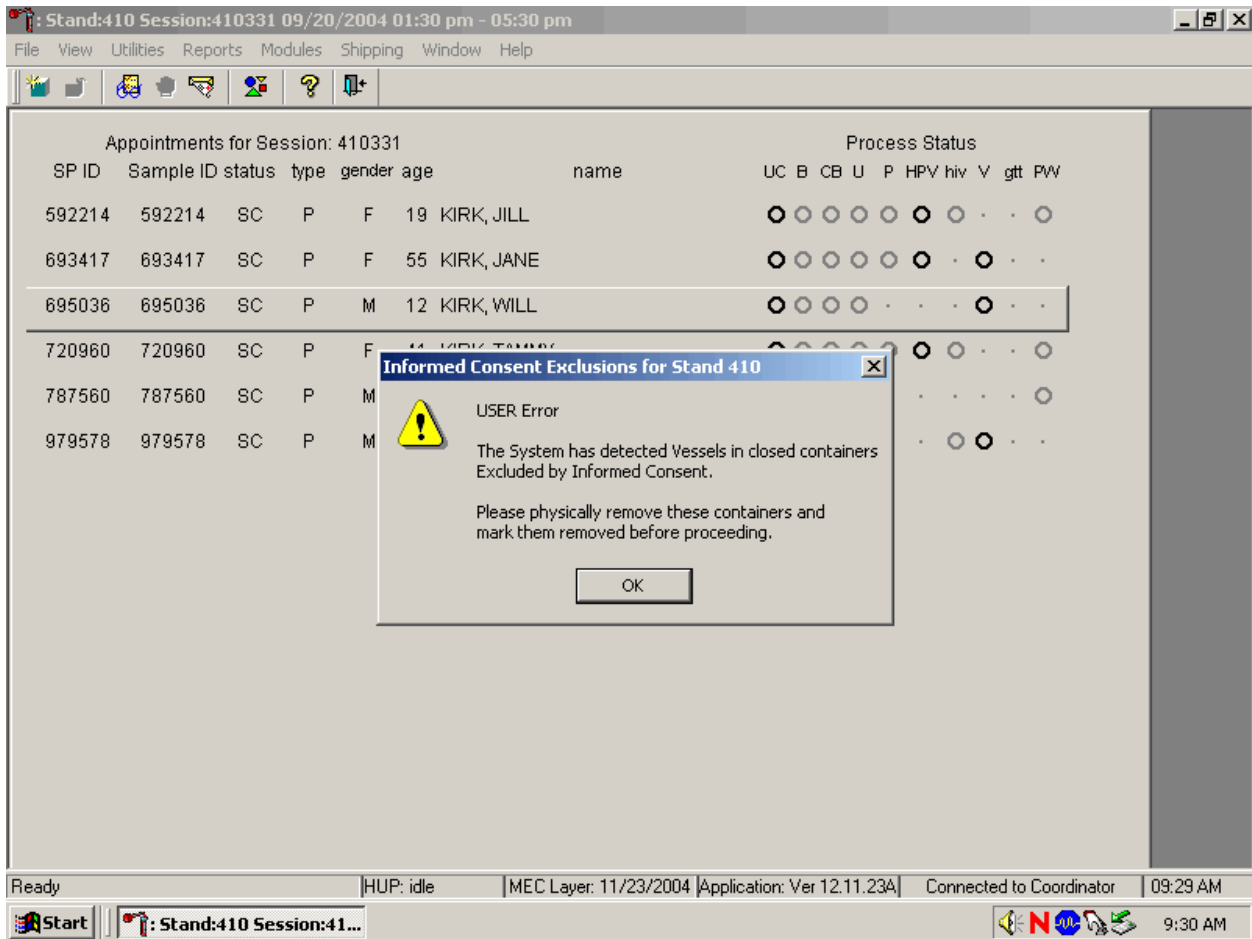 : Stand:410 Session:410331 09/20/2004 01:30 pm - 05:30 pm
File View Utilities Reports Modules Shipping Window Help
Appointments for Session: 410331 Process Status
SP ID Sample ID status type gender age name UC B CB U P HPV hiv V gtt PW
592214 592214 SC P F 19 KIRK, JILL
693417 693417 SC P F 55 KIRK, JANE
695036 695036 SC P M 12 KIRK, WILL
720960 720960 SC P F
787560 787560 SC P M
979578 979578 SC P M
Informed Consent Exclusions for Stand 410
USER Error
The System has detected Vessels in closed containers
Excluded by Informed Consent.
Please physically remove these containers and
mark them removed before proceeding.
OK
Ready HUP: idle MEC Layer: 11/23/2004 Application: Ver 12.11.23A Connected to Coordinator 09:29 AM
Start : Stand:410 Session:41... N 9:30 AM